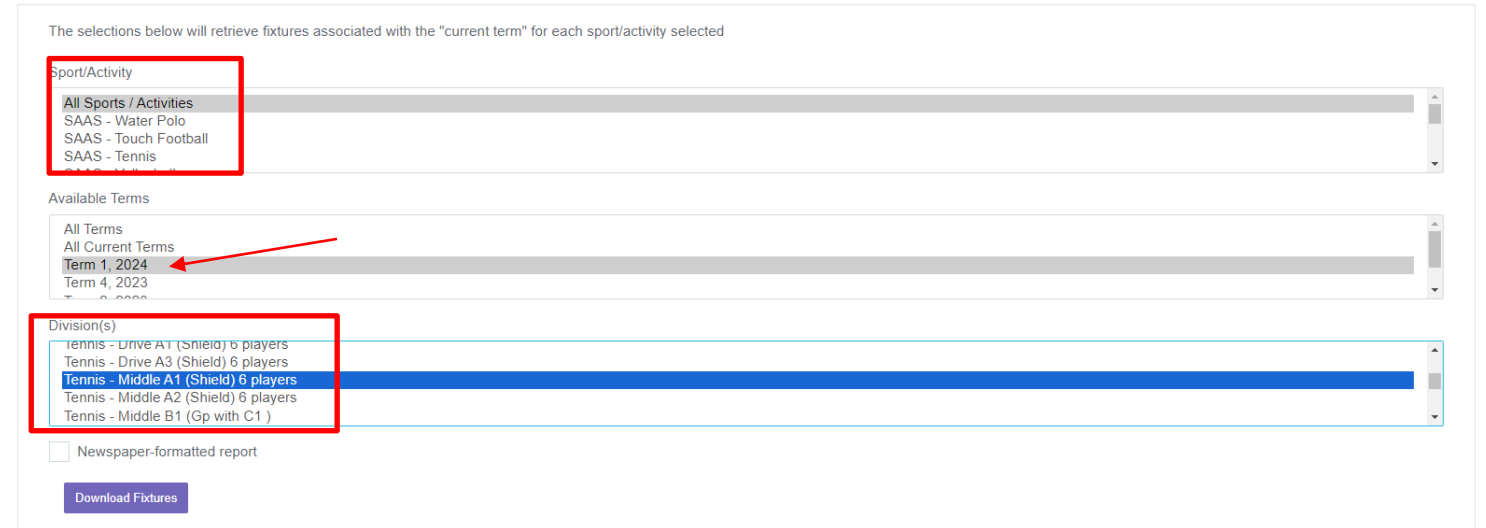 The selections below will retrieve fixtures associated with the "current term" for each sport/activity selected
Sport/Activity
All Sports / Activities
SAAS - Water Polo
SAAS - Touch Football
SAAS - Tennis
Available Terms
All Terms
All Current Terms
Term 1, 2024
Term 4, 2023
Division(s)
Tennis - Drive A1 (Shield) 6 players
Tennis - Drive A3 (Shield) 6 players
Tennis - Middle A1 (Shield) 6 players
Tennis - Middle A2 (Shield) 6 players
Tennis - Middle B1 (Gp with C1 )
Newspaper-formatted report
Download Fixtures